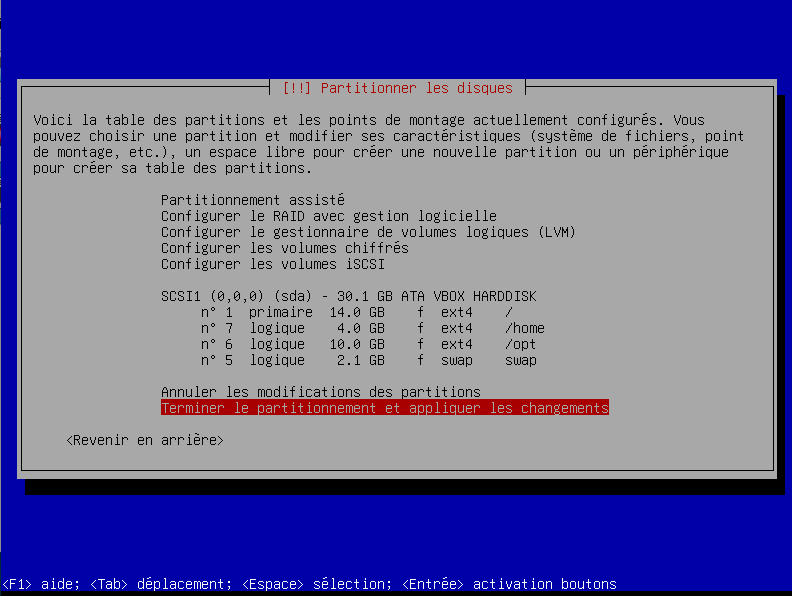 [!!] Partitionner les disques
Voici la table des partitions et les points de montage actuellement configurés. Vous
pouvez choisir une partition et modifier ses caractéristiques (système de fichiers, point
de montage, etc.), un espace libre pour créer une nouvelle partition ou un périphérique
pour créer sa table des partitions.
Partitionnement assisté
Configurer le RAID avec gestion logicielle
Configurer le gestionnaire de volumes logiques (LVM)
Configurer les volumes chiffrés
Configurer les volumes iSCSI
SCSI1 (0,0,0) (sda) - 30.1 GB ATA VBOX HARDDISK
n° 1 primaire 14.0 GB f ext4 /
n° 7 logique 4.0 GB f ext4 /home
n° 6 logique 10.0 GB f ext4 /opt
n° 5 logique 2.1 GB f swap swap
Annuler les modifications des partitions
Terminer le partitionnement et appliquer les changements
<Revenir en arrière>
<F1> aide; <Tab> déplacement; <Espace> sélection; <Entrée> activation boutons